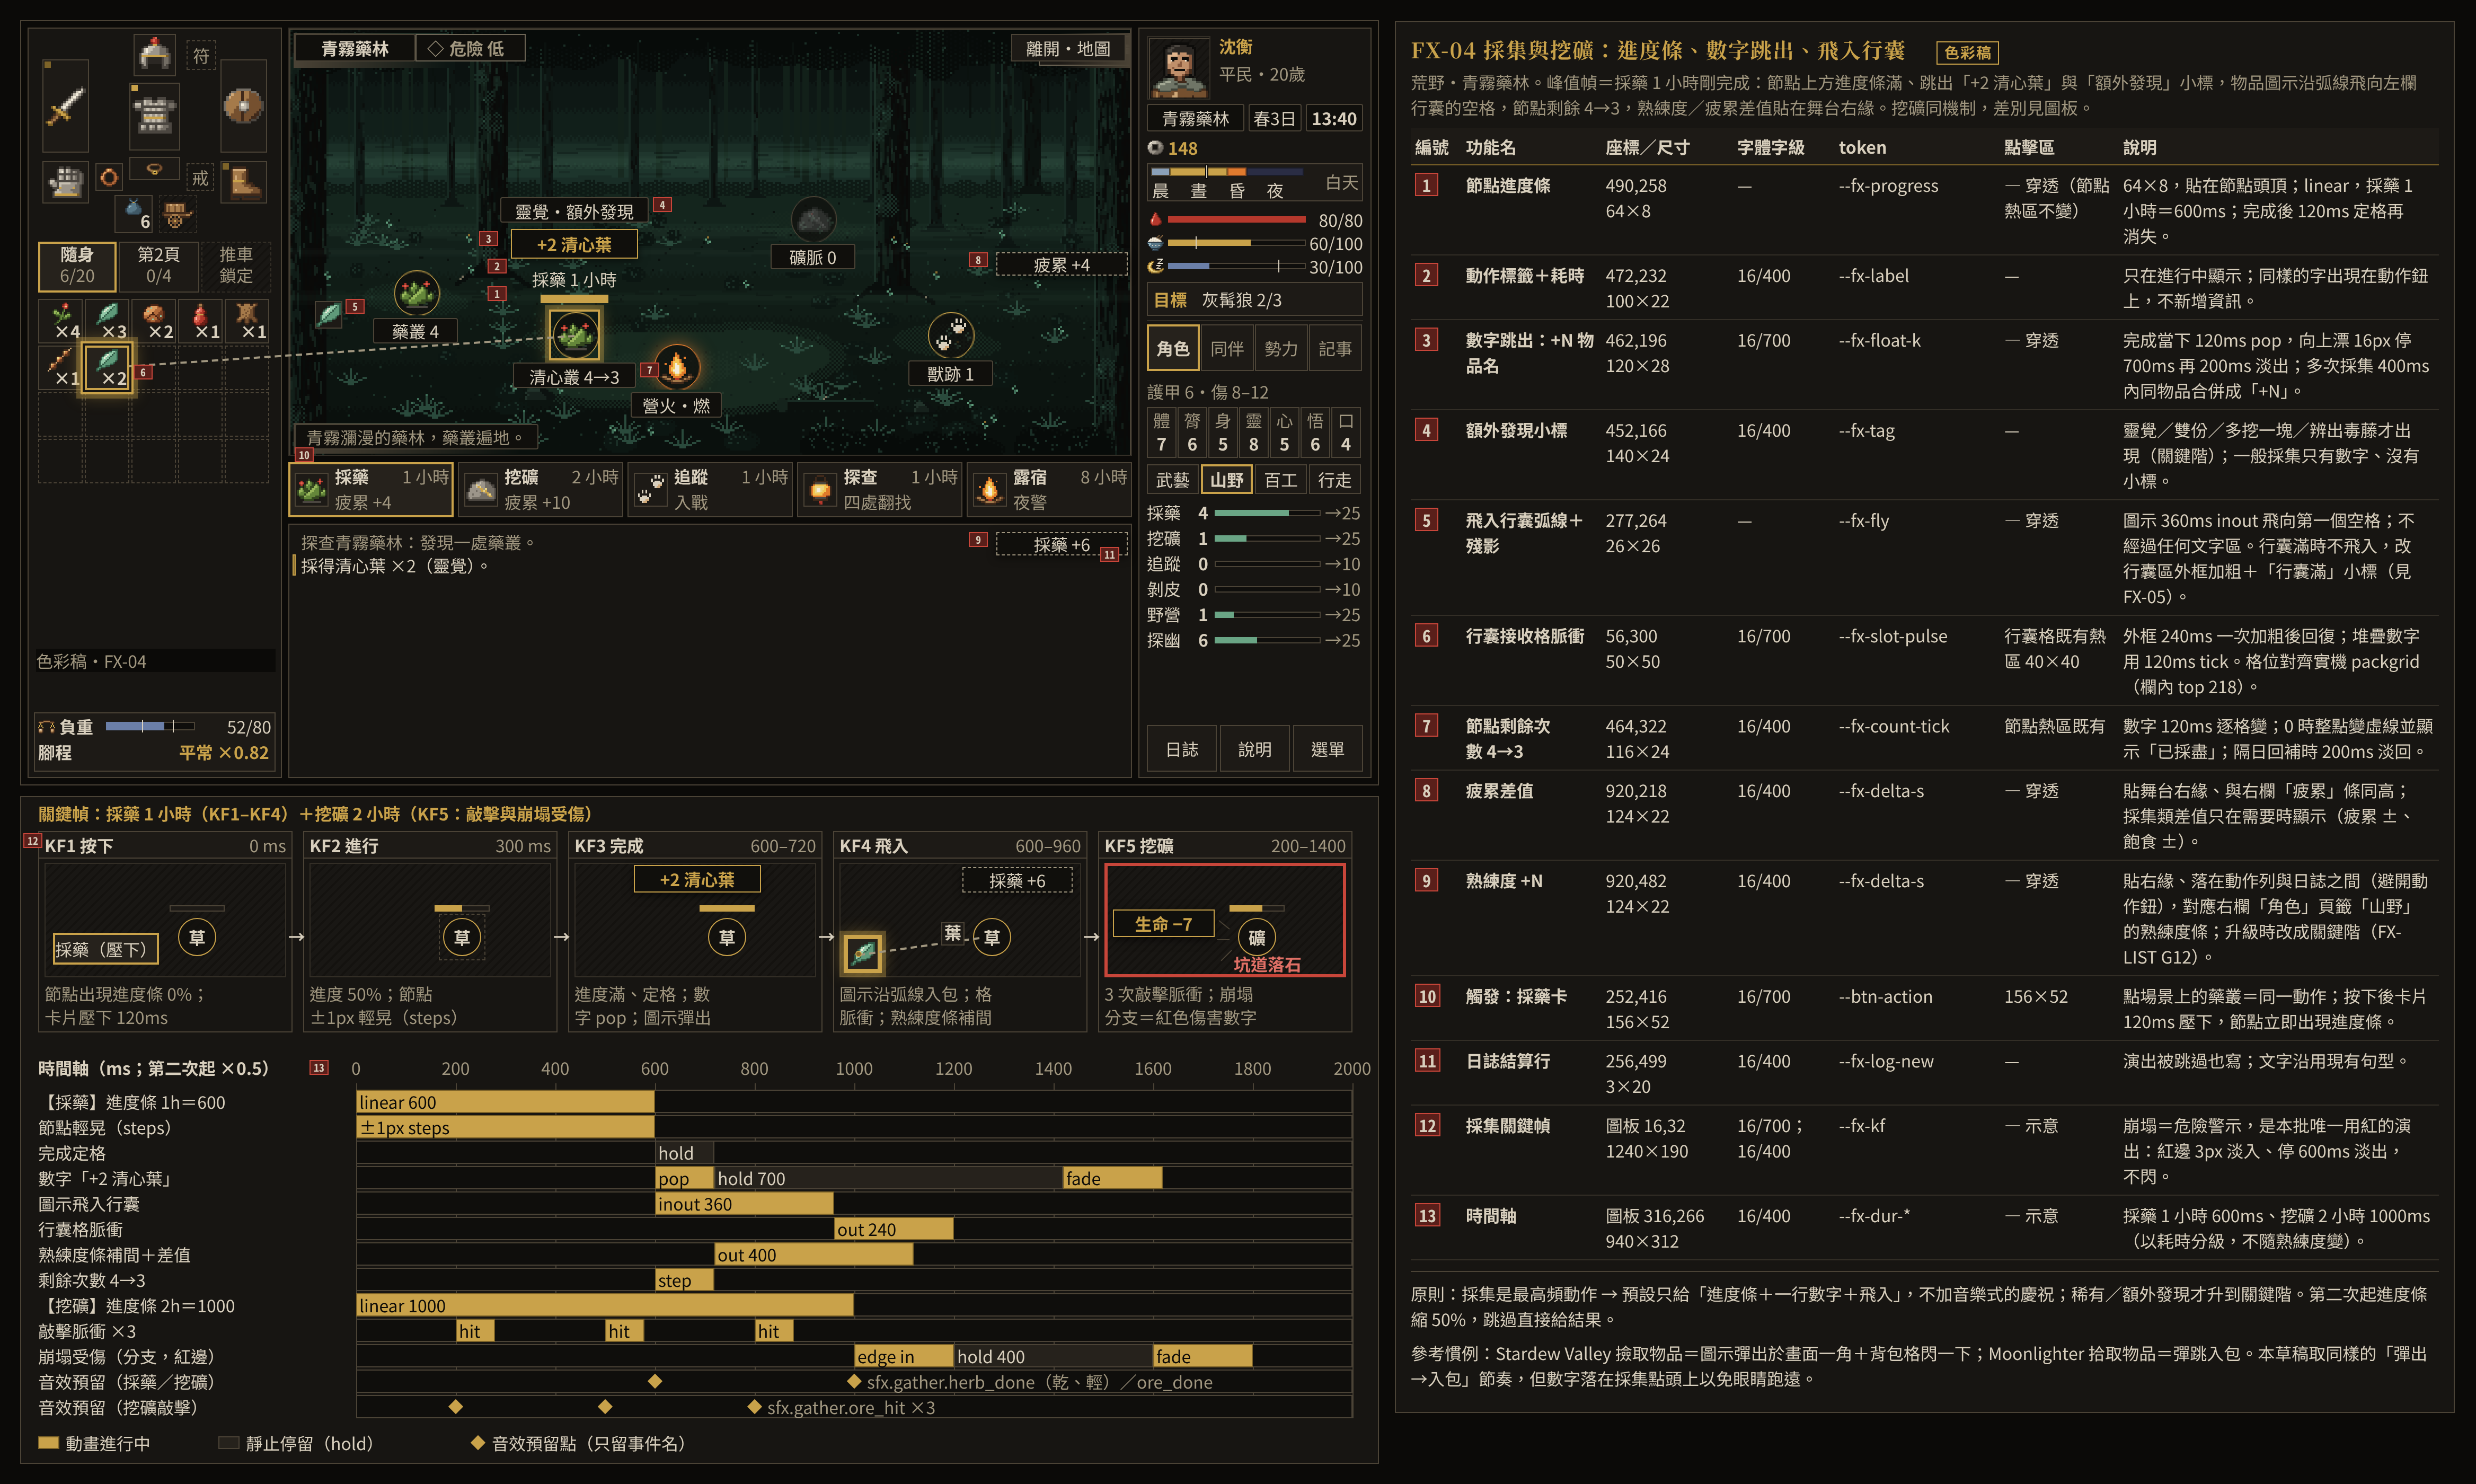 符
戒
6
隨身
6/20
第2頁
0/4
推車
鎖定
×4
×3
×2
×1
×1
×1
×2
6
色彩稿・FX-04
負重
52/80
腳程
平常 ×0.82
青霧藥林
◇ 危險 低
離開・地圖
靈覺・額外發現
4
3
+2 清心葉
2
採藥 1 小時
1
礦脈 0
8
疲累 +4
5
藥叢 4
清心叢 4→3
7
營火・燃
獸跡 1
青霧瀰漫的藥林，藥叢遍地。
10
採藥
1 小時
疲累 +4
挖礦
2 小時
疲累 +10
追蹤
1 小時
入戰
探查
1 小時
四處翻找
露宿
8 小時
夜警
探查青霧藥林：發現一處藥叢。
採得清心葉 ×2（靈覺）。
9
採藥 +6
11
沈衡
平民・20歲
青霧藥林
春3日
13:40
148
晨 晝 昏 夜
白天
80/80
60/100
30/100
目標 灰髯狼 2/3
角色
同伴
勢力
記事
護甲 6・傷 8–12
體 膂 身 靈 心 悟 口
7 6 5 8 5 6 4
武藝
山野
百工
行走
採藥 4 →25
挖礦 1 →25
追蹤 0 →10
剝皮 0 →10
野營 1 →25
探幽 6 →25
日誌
說明
選單
關鍵幀：採藥 1 小時（KF1–KF4）＋挖礦 2 小時（KF5：敲擊與崩塌受傷）
12
KF1 按下
0 ms
採藥（壓下）
草
節點出現進度條 0%；
卡片壓下 120ms
→
KF2 進行
300 ms
草
進度 50%；節點
±1px 輕晃（steps）
→
KF3 完成
600–720
+2 清心葉
草
進度滿、定格；數
字 pop；圖示彈出
→
KF4 飛入
600–960
採藥 +6
葉
草
圖示沿弧線入包；格
脈衝；熟練度條補間
→
KF5 挖礦
200–1400
生命 −7
礦
坑道落石
3 次敲擊脈衝；崩塌
分支＝紅色傷害數字
時間軸（ms；第二次起 ×0.5）
13
0 200 400 600 800 1000 1200 1400 1600 1800 2000
【採藥】進度條 1h＝600
linear 600
節點輕晃（steps）
±1px steps
完成定格
hold
數字「+2 清心葉」
pop
hold 700
fade
圖示飛入行囊
inout 360
行囊格脈衝
out 240
熟練度條補間＋差值
out 400
剩餘次數 4→3
step
【挖礦】進度條 2h＝1000
linear 1000
敲擊脈衝 ×3
hit
hit
hit
崩塌受傷（分支，紅邊）
edge in
hold 400
fade
音效預留（採藥／挖礦）
sfx.gather.herb_done（乾、輕）／ore_done
音效預留（挖礦敲擊）
sfx.gather.ore_hit ×3
動畫進行中
靜止停留（hold）
音效預留點（只留事件名）
FX-04 採集與挖礦：進度條、數字跳出、飛入行囊
色彩稿
荒野・青霧藥林。峰值幀＝採藥 1 小時剛完成：節點上方進度條滿、跳出「+2 清心葉」與「額外發現」小標，物品圖示沿弧線飛向左欄
行囊的空格，節點剩餘 4→3，熟練度／疲累差值貼在舞台右緣。挖礦同機制，差別見圖板。
編號 功能名 座標／尺寸 字體字級 token 點擊區 說明
1
節點進度條
490,258
64×8
—
--fx-progress
— 穿透（節點
熱區不變）
64×8，貼在節點頭頂；linear，採藥 1
小時＝600ms；完成後 120ms 定格再
消失。
2
動作標籤＋耗時
472,232
100×22
16/400
--fx-label
—
只在進行中顯示；同樣的字出現在動作鈕
上，不新增資訊。
3
數字跳出：+N 物
品名
462,196
120×28
16/700
--fx-float-k
— 穿透
完成當下 120ms pop，向上漂 16px 停
700ms 再 200ms 淡出；多次採集 400ms
內同物品合併成「+N」。
4
額外發現小標
452,166
140×24
16/400
--fx-tag
—
靈覺／雙份／多挖一塊／辨出毒藤才出
現（關鍵階）；一般採集只有數字、沒有
小標。
5
飛入行囊弧線＋
殘影
277,264
26×26
—
--fx-fly
— 穿透
圖示 360ms inout 飛向第一個空格；不
經過任何文字區。行囊滿時不飛入，改
行囊區外框加粗＋「行囊滿」小標（見
FX-05）。
6
行囊接收格脈衝
56,300
50×50
16/700
--fx-slot-pulse
行囊格既有熱
區 40×40
外框 240ms 一次加粗後回復；堆疊數字
用 120ms tick。格位對齊實機 packgrid
（欄內 top 218）。
7
節點剩餘次
數 4→3
464,322
116×24
16/400
--fx-count-tick
節點熱區既有
數字 120ms 逐格變；0 時整點變虛線並顯
示「已採盡」；隔日回補時 200ms 淡回。
8
疲累差值
920,218
124×22
16/400
--fx-delta-s
— 穿透
貼舞台右緣、與右欄「疲累」條同高；
採集類差值只在需要時顯示（疲累 ±、
飽食 ±）。
9
熟練度 +N
920,482
124×22
16/400
--fx-delta-s
— 穿透
貼右緣、落在動作列與日誌之間（避開動
作鈕），對應右欄「角色」頁籤「山野」
的熟練度條；升級時改成關鍵階（FX-
LIST G12）。
10
觸發：採藥卡
252,416
156×52
16/700
--btn-action
156×52
點場景上的藥叢＝同一動作；按下後卡片
120ms 壓下，節點立即出現進度條。
11
日誌結算行
256,499
3×20
16/400
--fx-log-new
—
演出被跳過也寫；文字沿用現有句型。
12
採集關鍵幀
圖板 16,32
1240×190
16/700；
16/400
--fx-kf
— 示意
崩塌＝危險警示，是本批唯一用紅的演
出：紅邊 3px 淡入、停 600ms 淡出，
不閃。
13
時間軸
圖板 316,266
940×312
16/400
--fx-dur-*
— 示意
採藥 1 小時 600ms、挖礦 2 小時 1000ms
（以耗時分級，不隨熟練度變）。
原則：採集是最高頻動作 → 預設只給「進度條＋一行數字＋飛入」，不加音樂式的慶祝；稀有／額外發現才升到關鍵階。第二次起進度條
縮 50%，跳過直接給結果。
參考慣例：Stardew Valley 撿取物品＝圖示彈出於畫面一角＋背包格閃一下；Moonlighter 拾取物品＝彈跳入包。本草稿取同樣的「彈出
→入包」節奏，但數字落在採集點頭上以免眼睛跑遠。